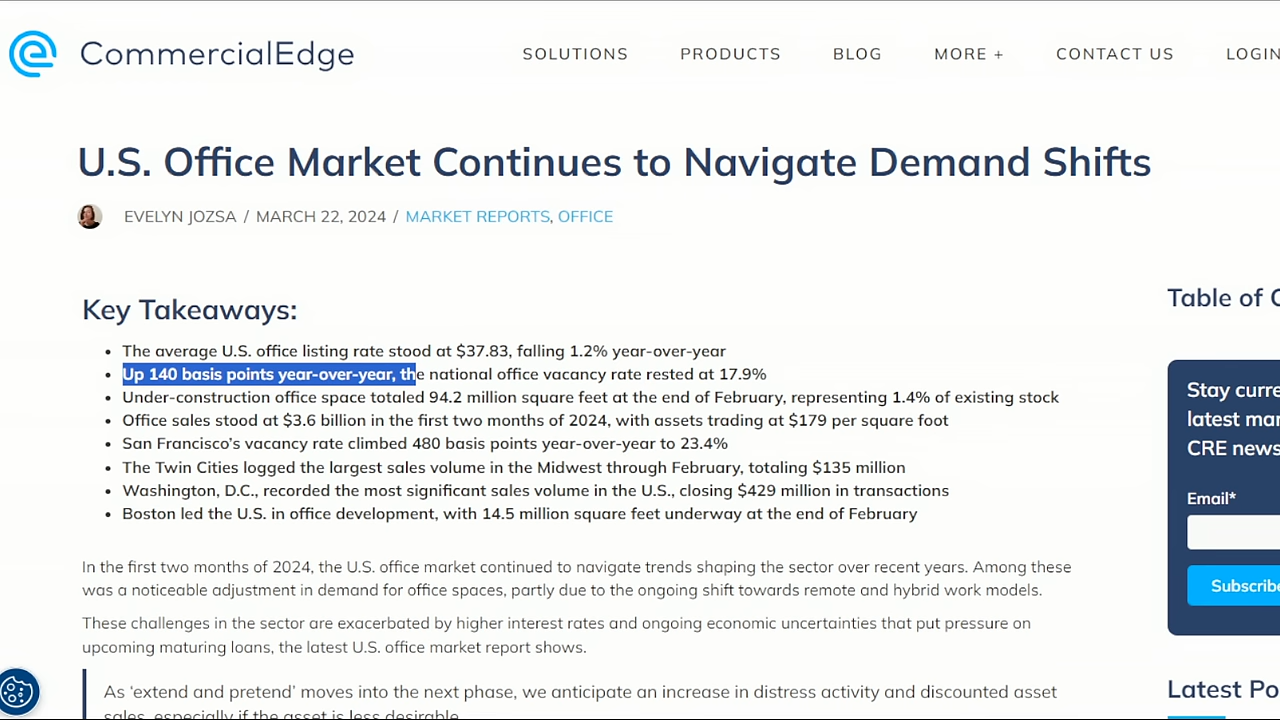 CommercialEdge
SOLUTIONS PRODUCTS BLOG MORE + CONTACT US LOGIN
U.S. Office Market Continues to Navigate Demand Shifts
EVELYN JOZSA / MARCH 22, 2024 / MARKET REPORTS, OFFICE
Key Takeaways:
• The average U.S. office listing rate stood at $37.83, falling 1.2% year-over-year
• Up 140 basis points year-over-year, the national office vacancy rate rested at 17.9%
• Under-construction office space totaled 94.2 million square feet at the end of February, representing 1.4% of existing stock
• Office sales stood at $3.6 billion in the first two months of 2024, with assets trading at $179 per square foot
• San Francisco’s vacancy rate climbed 480 basis points year-over-year to 23.4%
• The Twin Cities logged the largest sales volume in the Midwest through February, totaling $135 million
• Washington, D.C., recorded the most significant sales volume in the U.S., closing $429 million in transactions
• Boston led the U.S. in office development, with 14.5 million square feet underway at the end of February
In the first two months of 2024, the U.S. office market continued to navigate trends shaping the sector over recent years. Among these
was a noticeable adjustment in demand for office spaces, partly due to the ongoing shift towards remote and hybrid work models.
These challenges in the sector are exacerbated by higher interest rates and ongoing economic uncertainties that put pressure on
upcoming maturing loans, the latest U.S. office market report shows.
As ‘extend and pretend’ moves into the next phase, we anticipate an increase in distress activity and discounted asset
sales, especially if the asset is less desirable.
Table of
Stay curre
latest mar
CRE news
Email*
Subscribe
Latest Po